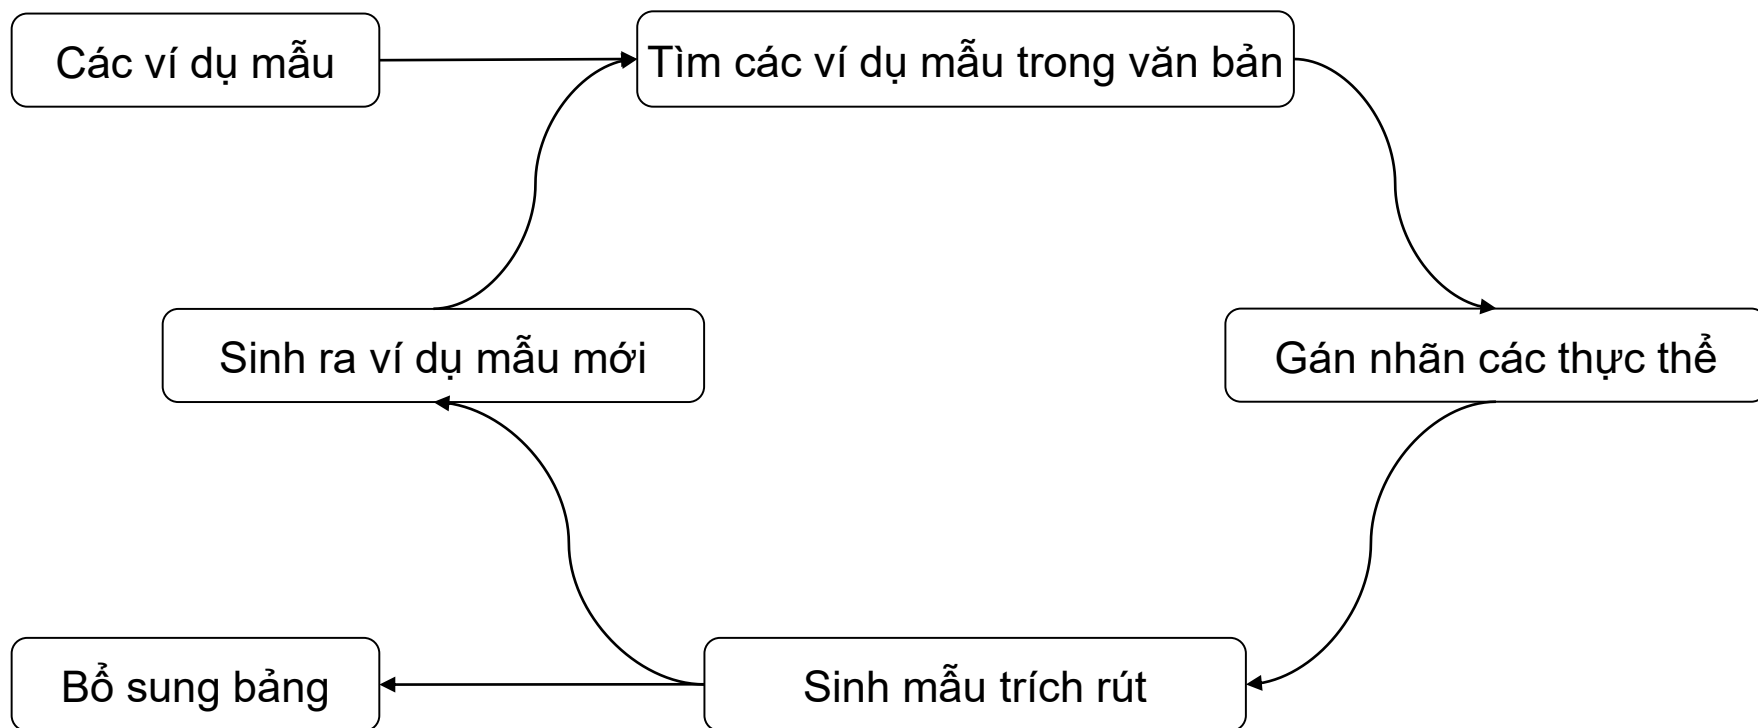 Các ví dụ mẫu
Tìm các ví dụ mẫu trong văn bản
Sinh ra ví dụ mẫu mới
Gán nhãn các thực thể
Bổ sung bảng
Sinh mẫu trích rút